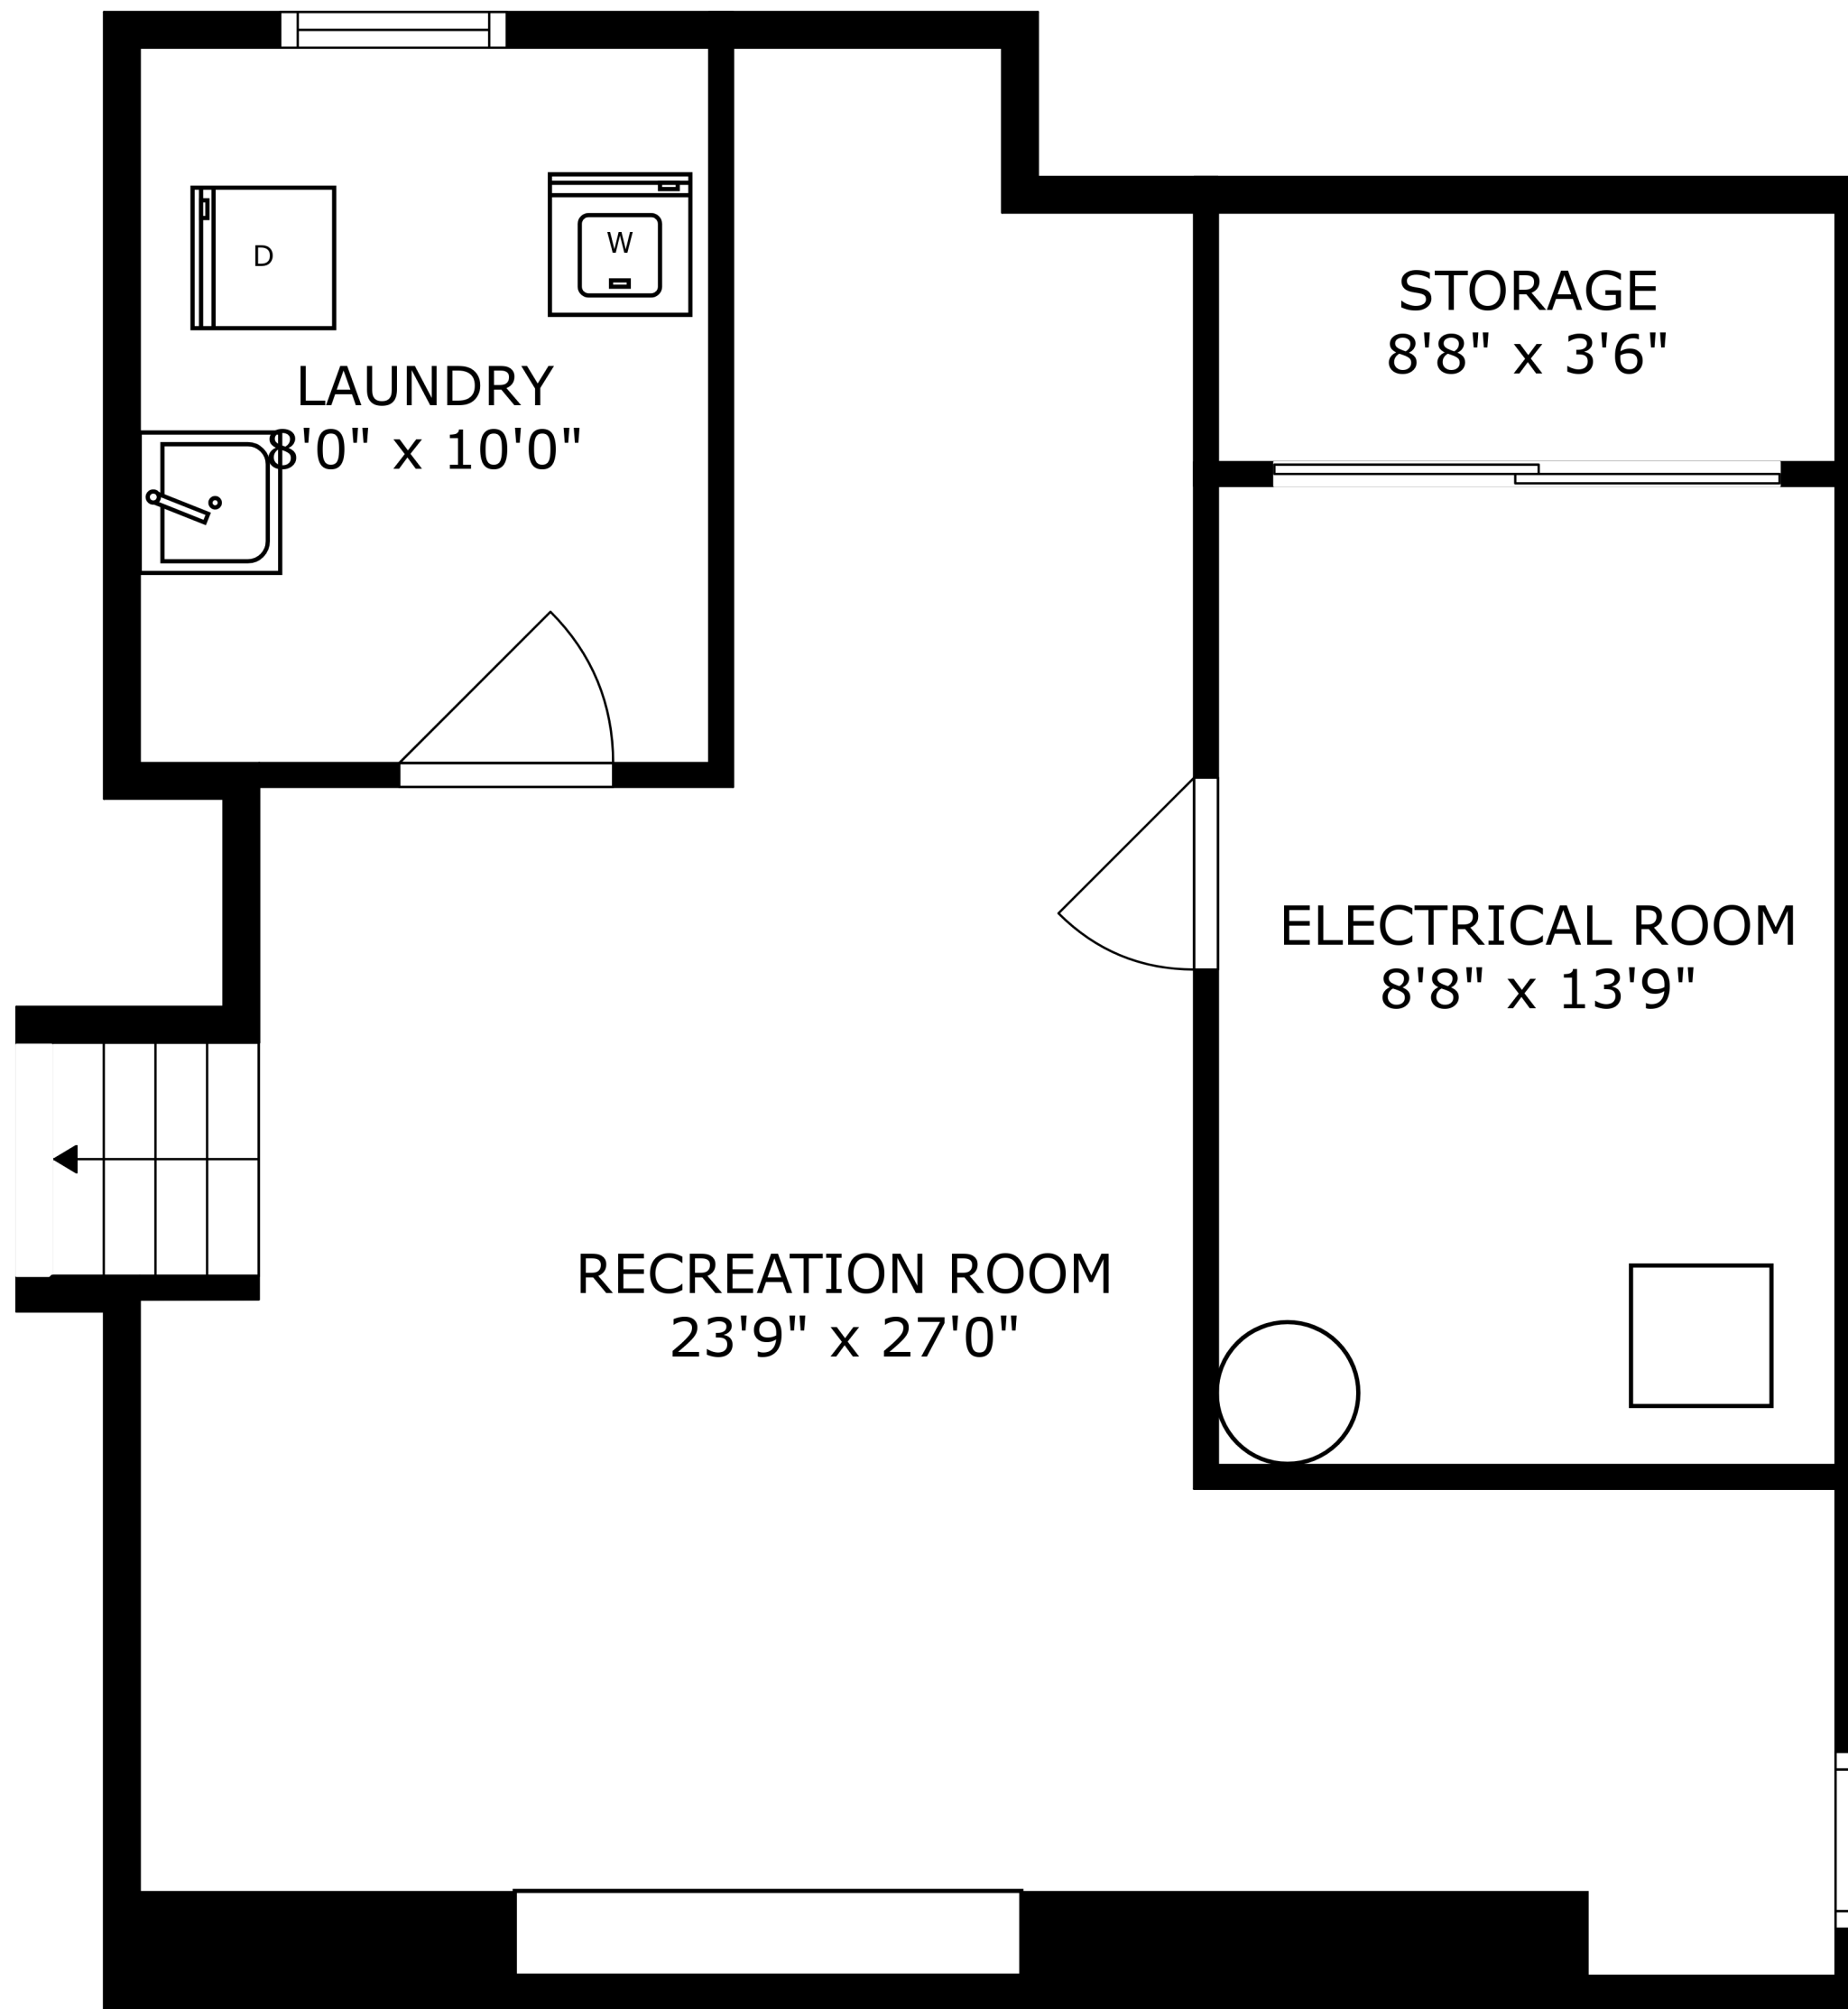 W
D
STORAGE
8'8" x 3'6"
LAUNDRY
8'0" x 10'0"
ELECTRICAL ROOM
8'8" x 13'9"
RECREATION ROOM
23'9" x 27'0"